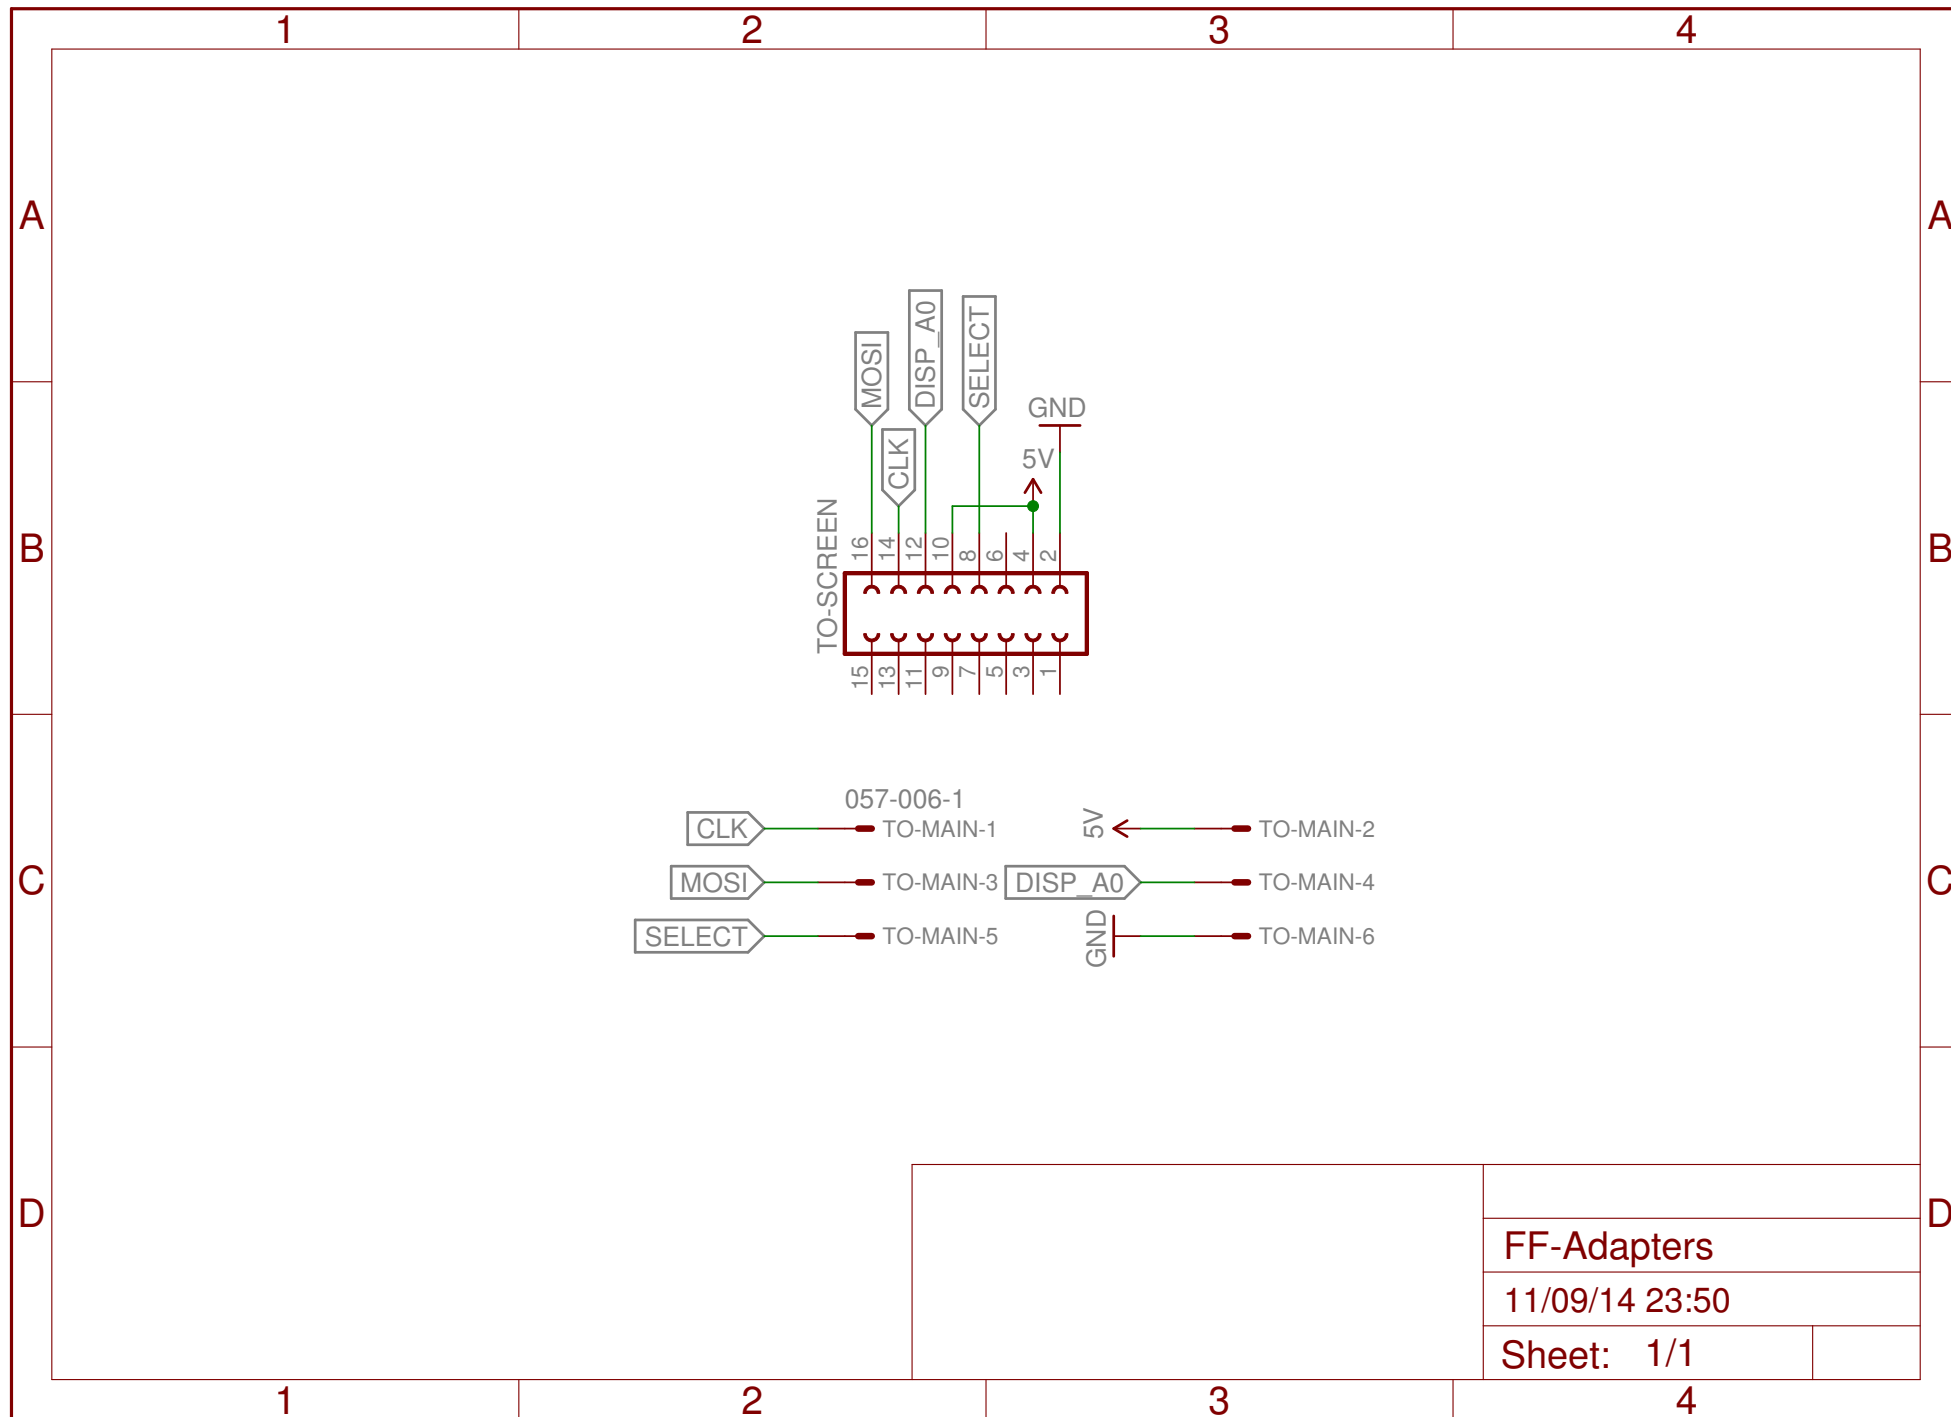 1 2 3 4
A A
MOSI
DISP_A0
SELECT
CLK
GND
5V
B B
TO-SCREEN
16 14 12 10 8 6 4 2
15 13 11 9 7 5 3 1
057-006-1
CLK TO-MAIN-1 5V TO-MAIN-2
C C
MOSI TO-MAIN-3 DISP_A0 TO-MAIN-4
SELECT TO-MAIN-5 GND TO-MAIN-6
D D
FF-Adapters
11/09/14 23:50
Sheet: 1/1
1 2 3 4